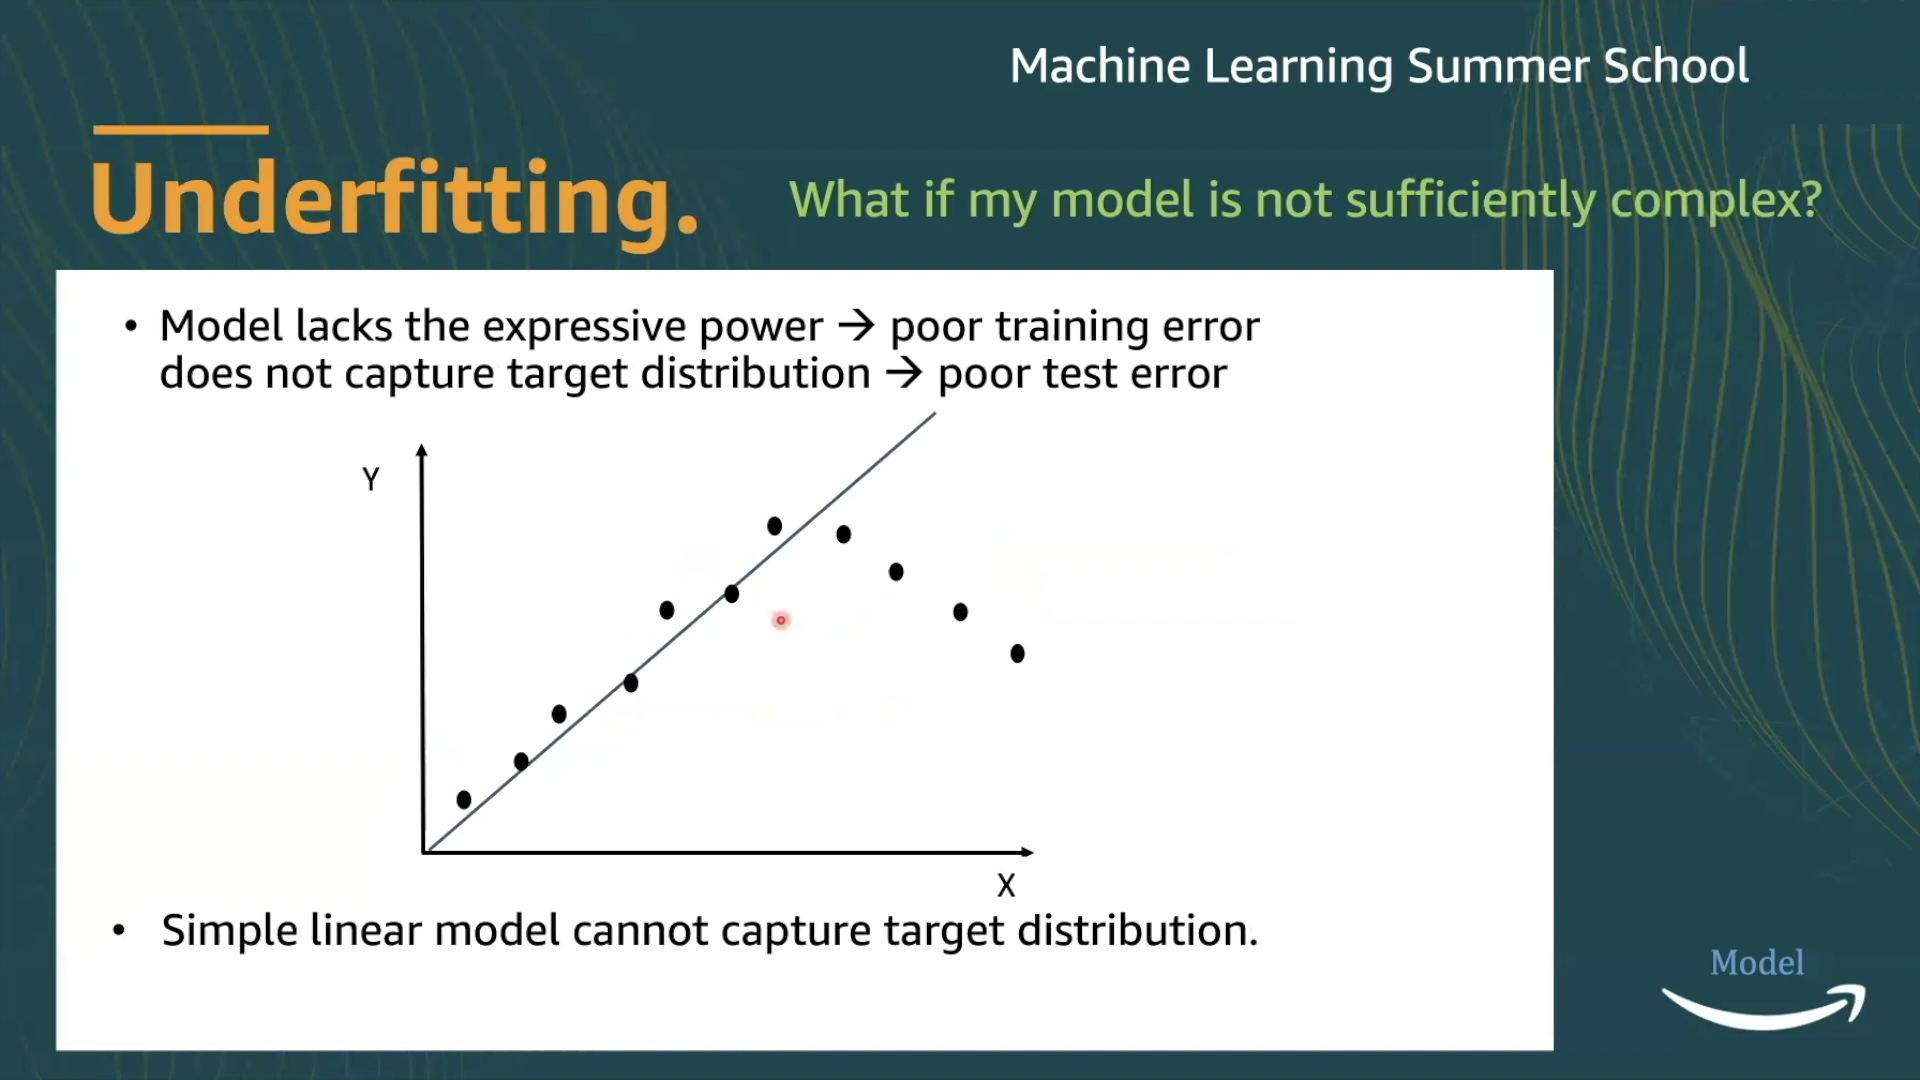 Machine Learning Summer School
Underfitting.
What if my model is not sufficiently complex?
• Model lacks the expressive power → poor training error
does not capture target distribution → poor test error
Y
X
• Simple linear model cannot capture target distribution.
Model